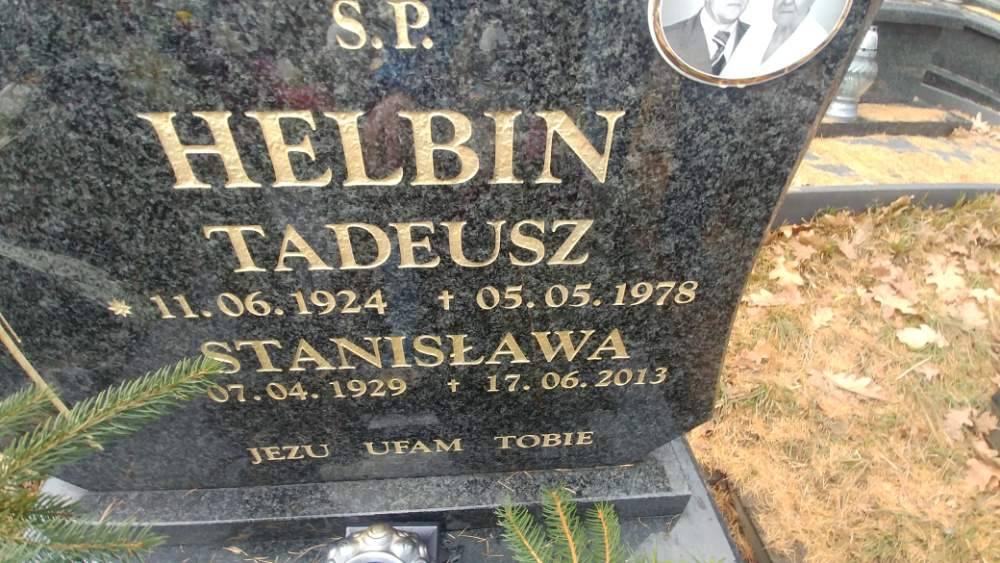 S.P.
HELBIN
TADEUSZ
* 11.06.1924 † 05.05.1978
STANISŁAWA
07.04.1929 † 17.06.2013
JEZU UFAM TOBIE